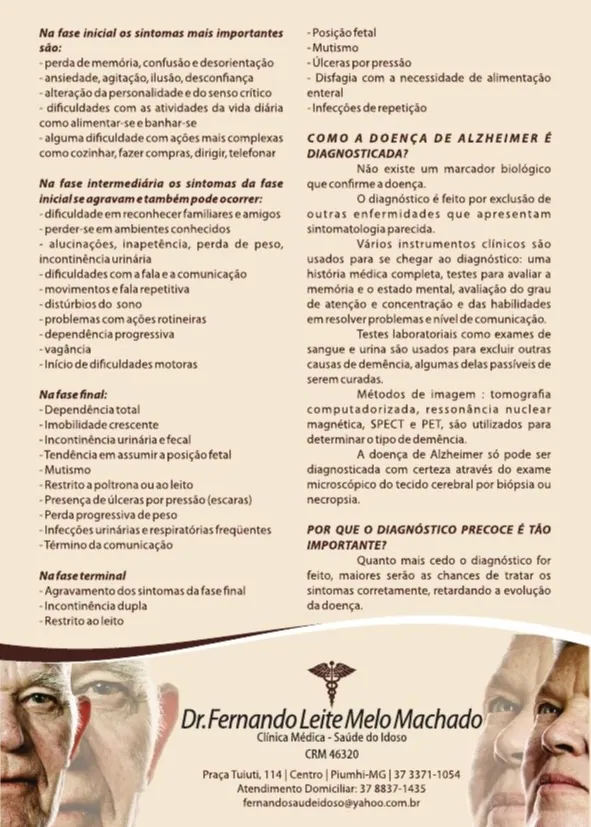 Na fase inicial os sintomas mais importantes
são:
- perda de memória, confusão e desorientação
- ansiedade, agitação, ilusão, desconfiança
- alteração da personalidade e do senso crítico
- dificuldades com as atividades da vida diária
como alimentar-se e banhar-se
- alguma dificuldade com ações mais complexas
como cozinhar, fazer compras, dirigir, telefonar
Na fase intermediária os sintomas da fase
inicial se agravam e também pode ocorrer:
- dificuldade em reconhecer familiares e amigos
- perder-se em ambientes conhecidos
- alucinações, inapetência, perda de peso,
incontinência urinária
- dificuldades com a fala e a comunicação
- movimentos e fala repetitiva
- distúrbios do sono
- problemas com ações rotineiras
- dependência progressiva
- vagância
- Início de dificuldades motoras
Na fase final:
- Dependência total
- Imobilidade crescente
- Incontinência urinária e fecal
- Tendência em assumir a posição fetal
- Mutismo
- Restrito a poltrona ou ao leito
- Presença de úlceras por pressão (escaras)
- Perda progressiva de peso
- Infecções urinárias e respiratórias freqüentes
- Término da comunicação
Na fase terminal
- Agravamento dos sintomas da fase final
- Incontinência dupla
- Restrito ao leito
- Posição fetal
- Mutismo
- Úlceras por pressão
- Disfagia com a necessidade de alimentação
enteral
- Infecções de repetição
COMO A DOENÇA DE ALZHEIMER É
DIAGNOSTICADA?
Não existe um marcador biológico
que confirme a doença.
O diagnóstico é feito por exclusão de
outras enfermidades que apresentam
sintomatologia parecida.
Vários instrumentos clínicos são
usados para se chegar ao diagnóstico: uma
história médica completa, testes para avaliar a
memória e o estado mental, avaliação do grau
de atenção e concentração e das habilidades
em resolver problemas e nível de comunicação.
Testes laboratoriais como exames de
sangue e urina são usados para excluir outras
causas de demência, algumas delas passíveis de
serem curadas.
Métodos de imagem : tomografia
computadorizada, ressonância nuclear
magnética, SPECT e PET, são utilizados para
determinar o tipo de demência.
A doença de Alzheimer só pode ser
diagnosticada com certeza através do exame
microscópico do tecido cerebral por biópsia ou
necropsia.
POR QUE O DIAGNÓSTICO PRECOCE É TÃO
IMPORTANTE?
Quanto mais cedo o diagnóstico for
feito, maiores serão as chances de tratar os
sintomas corretamente, retardando a evolução
da doença.
Dr. Fernando Leite Melo Machado
Clínica Médica - Saúde do Idoso
CRM 46320
Praça Tuiuti, 114 | Centro | Piumhi-MG | 37 3371-1054
Atendimento Domiciliar: 37 8837-1435
fernandosaudeidoso@yahoo.com.br